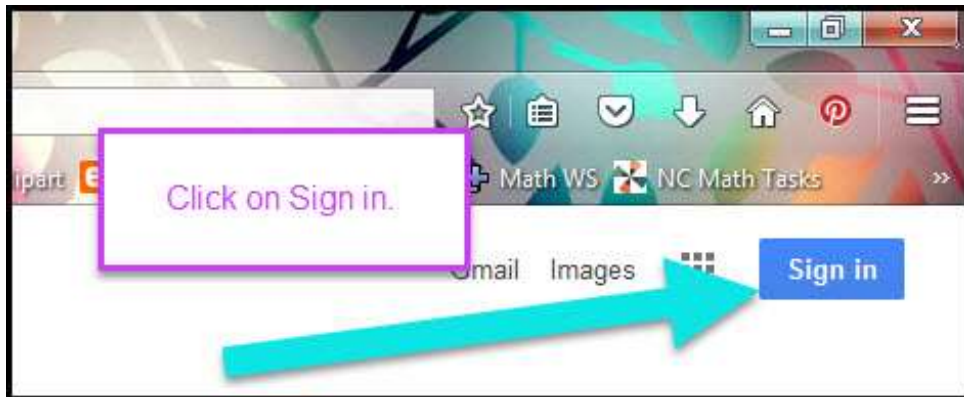 ipart Math WS NC Math Tasks
Click on Sign in.
Gmail Images Sign in